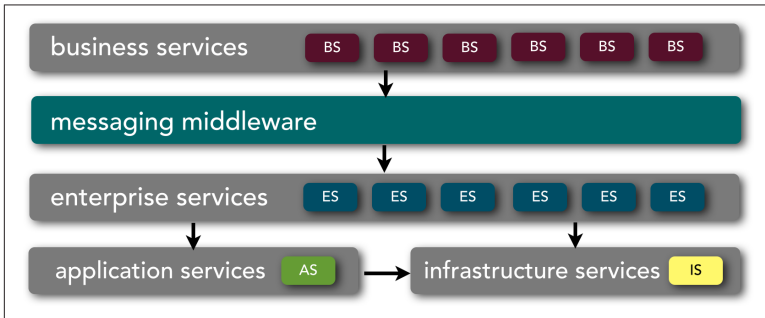 business services BS BS BS BS BS BS
messaging middleware
enterprise services ES ES ES ES ES ES
application services AS infrastructure services IS